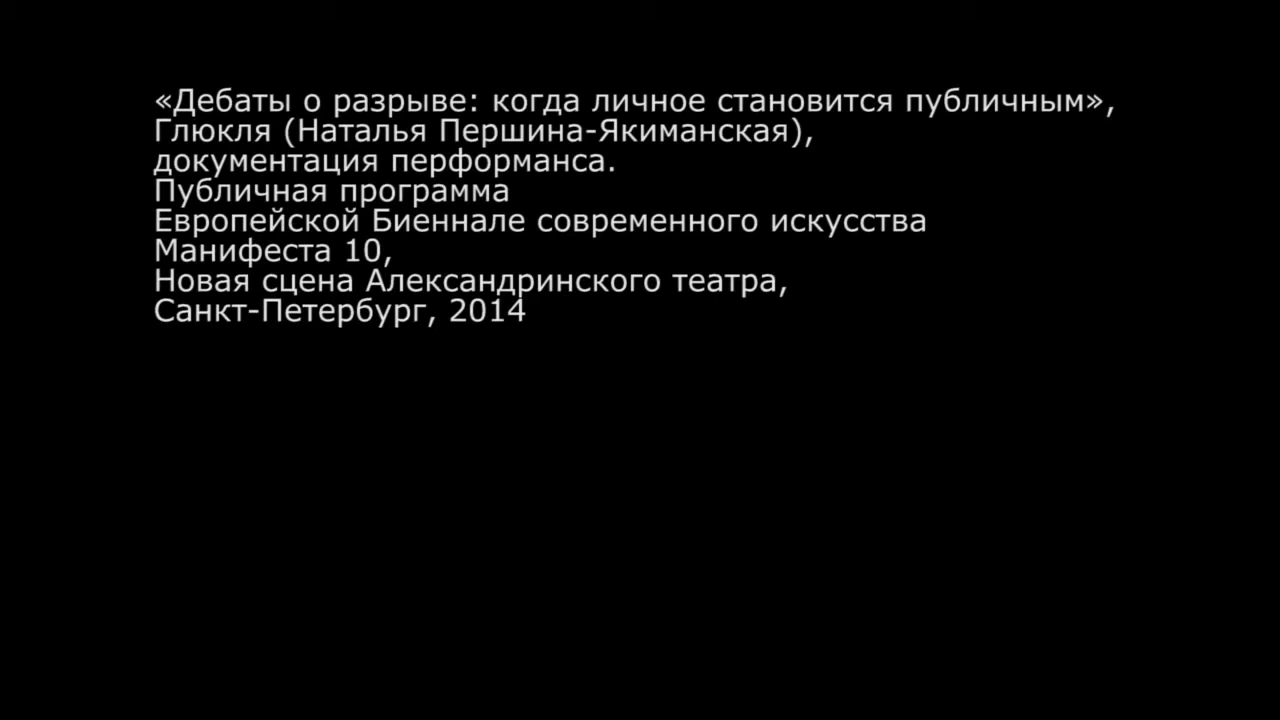 «Дебаты о разрыве: когда личное становится публичным»,
Глюкля (Наталья Першина-Якиманская),
документация перформанса.
Публичная программа
Европейской Биеннале современного искусства
Манифеста 10,
Новая сцена Александринского театра,
Санкт-Петербург, 2014